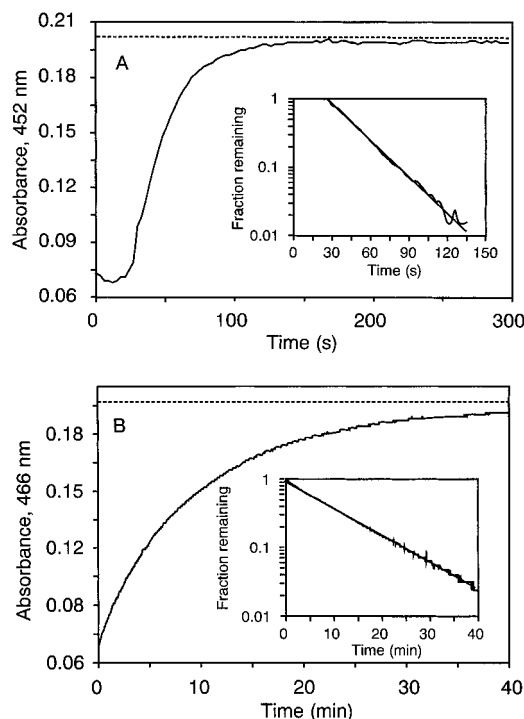 0.21
0.18
0.15
0.12
0.09
0.06
Absorbance, 452 nm
A
Fraction remaining
1
0.1
0.01
0 30 60 90 120 150
Time (s)
0 100 200 300
Time (s)
0.18
0.15
0.12
0.08
0.06
Absorbance, 466 nm
B
Fraction remaining
1
0.1
0.01
0 10 20 30 40
Time (min)
0 10 20 30 40
Time (min)